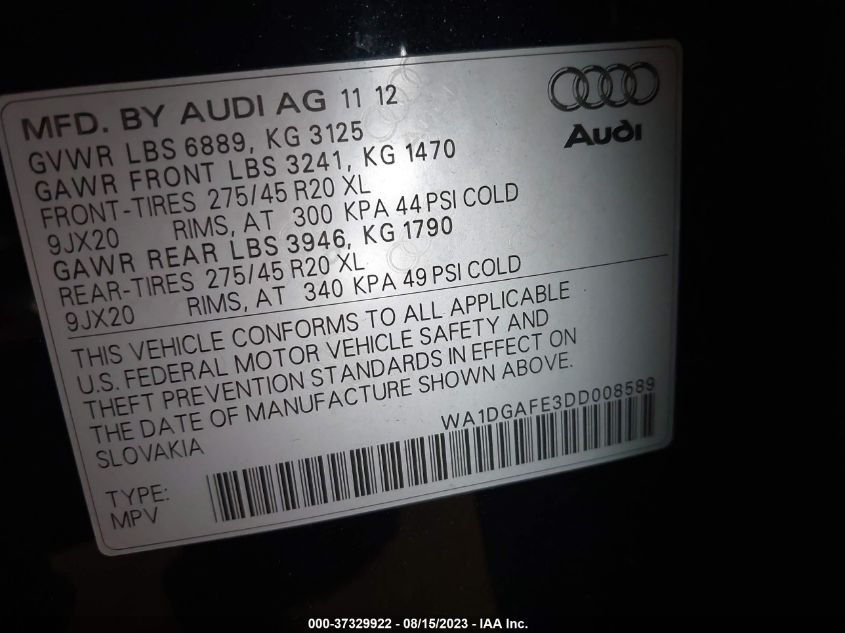 MFD. BY AUDI AG 11 12
Audi
GVWR LBS 6889, KG 3125
GAWR FRONT LBS 3241, KG 1470
FRONT-TIRES 275/45 R20 XL
9JX20 RIMS, AT 300 KPA 44 PSI COLD
GAWR REAR LBS 3946, KG 1790
REAR-TIRES 275/45 R20 XL
9JX20 RIMS, AT 340 KPA 49 PSI COLD
THIS VEHICLE CONFORMS TO ALL APPLICABLE
U.S. FEDERAL MOTOR VEHICLE SAFETY AND
THEFT PREVENTION STANDARDS IN EFFECT ON
THE DATE OF MANUFACTURE SHOWN ABOVE.
SLOVAKIA
WA1DGAFE3DD008589
TYPE:
MPV
000-37329922 - 08/15/2023 - © IAA Inc.